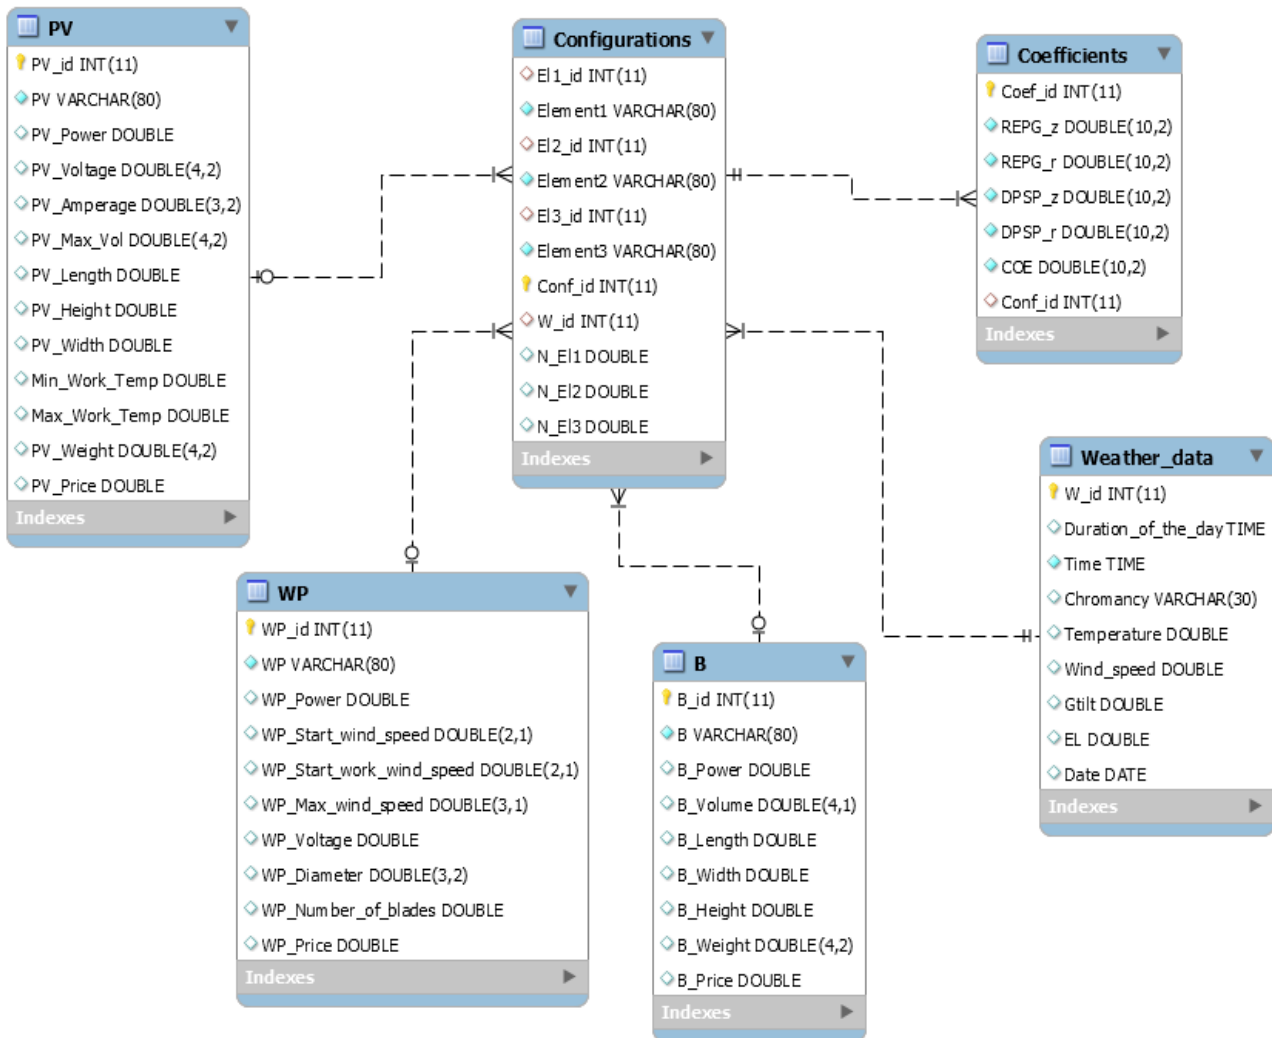 PV
PV_id INT(11)
PV VARCHAR(80)
PV_Power DOUBLE
PV_Voltage DOUBLE(4,2)
PV_Amperage DOUBLE(3,2)
PV_Max_Vol DOUBLE(4,2)
PV_Length DOUBLE
PV_Height DOUBLE
PV_Width DOUBLE
Min_Work_Temp DOUBLE
Max_Work_Temp DOUBLE
PV_Weight DOUBLE(4,2)
PV_Price DOUBLE
Indexes
Configurations
El1_id INT(11)
Element1 VARCHAR(80)
El2_id INT(11)
Element2 VARCHAR(80)
El3_id INT(11)
Element3 VARCHAR(80)
Conf_id INT(11)
W_id INT(11)
N_El1 DOUBLE
N_El2 DOUBLE
N_El3 DOUBLE
Indexes
Coefficients
Coef_id INT(11)
REPG_z DOUBLE(10,2)
REPG_r DOUBLE(10,2)
DPSP_z DOUBLE(10,2)
DPSP_r DOUBLE(10,2)
COE DOUBLE(10,2)
Conf_id INT(11)
Indexes
Weather_data
W_id INT(11)
Duration_of_the_day TIME
Time TIME
Chromancy VARCHAR(30)
Temperature DOUBLE
Wind_speed DOUBLE
Gtilt DOUBLE
EL DOUBLE
Date DATE
Indexes
WP
WP_id INT(11)
WP VARCHAR(80)
WP_Power DOUBLE
WP_Start_wind_speed DOUBLE(2,1)
WP_Start_work_wind_speed DOUBLE(2,1)
WP_Max_wind_speed DOUBLE(3,1)
WP_Voltage DOUBLE
WP_Diameter DOUBLE(3,2)
WP_Number_of_blades DOUBLE
WP_Price DOUBLE
Indexes
B
B_id INT(11)
B VARCHAR(80)
B_Power DOUBLE
B_Volume DOUBLE(4,1)
B_Length DOUBLE
B_Width DOUBLE
B_Height DOUBLE
B_Weight DOUBLE(4,2)
B_Price DOUBLE
Indexes